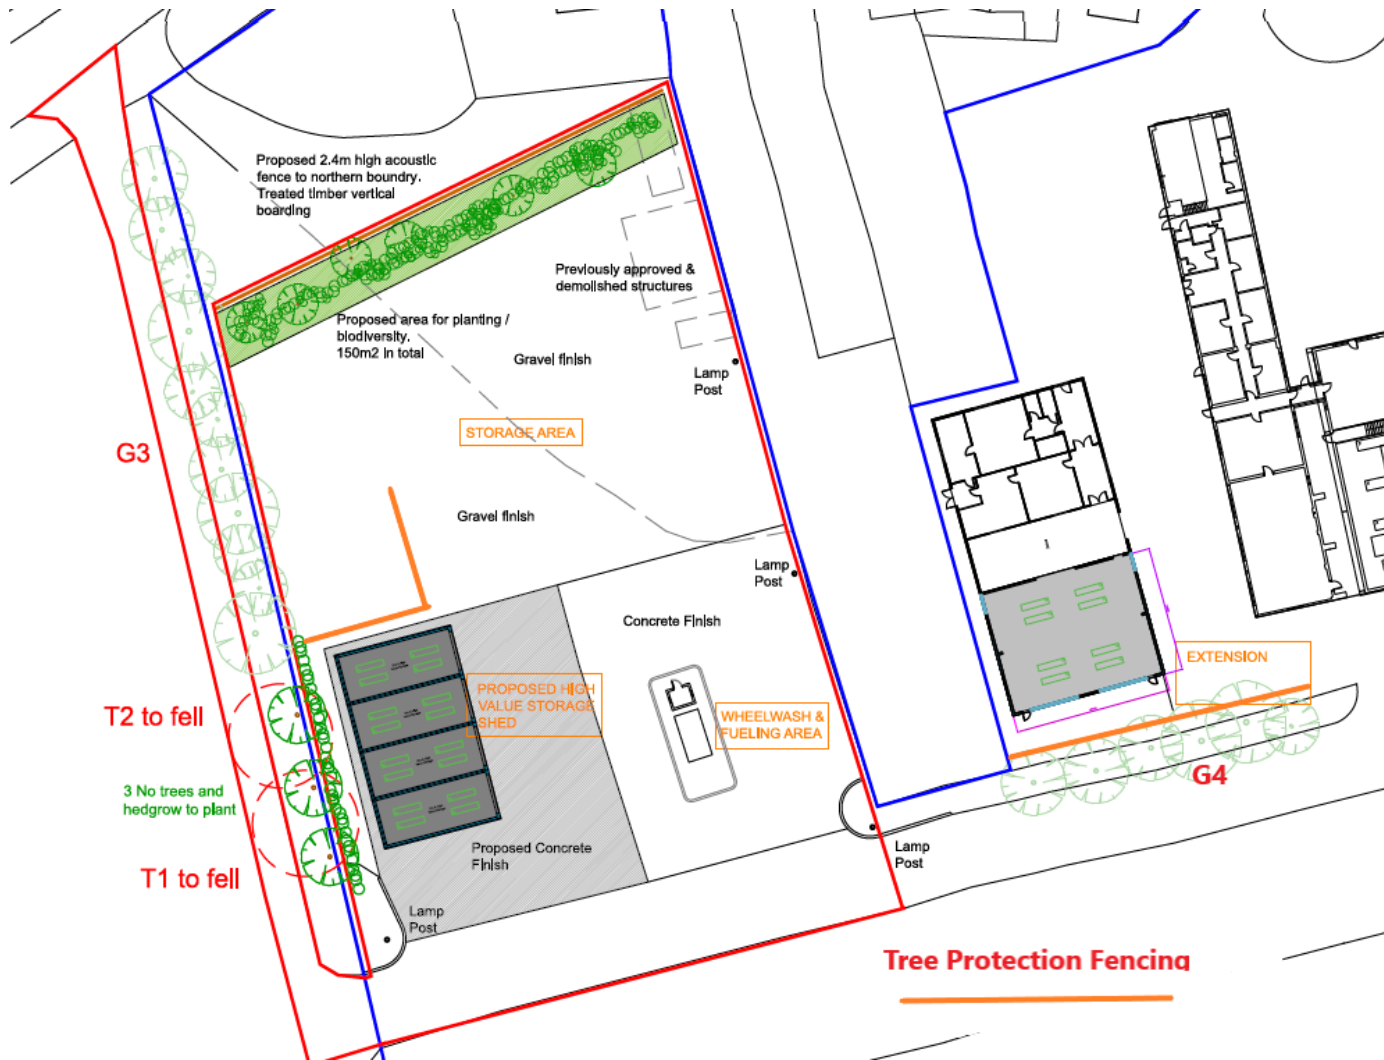 Proposed 2.4m high acoustic
fence to northern boundry.
Treated timber vertical
boarding
Previously approved &
demolished structures
Proposed area for planting /
biodiversity.
150m2 in total
Gravel finish
Lamp
Post
STORAGE AREA
G3
Gravel finish
Lamp
Post
Concrete Finish
EXTENSION
PROPOSED HIGH
VALUE STORAGE
SHED
WHEELWASH &
FUELING AREA
T2 to fell
G4
3 No trees and
hedgrow to plant
Proposed Concrete
Finish
Lamp
Post
T1 to fell
Lamp
Post
Tree Protection Fencing